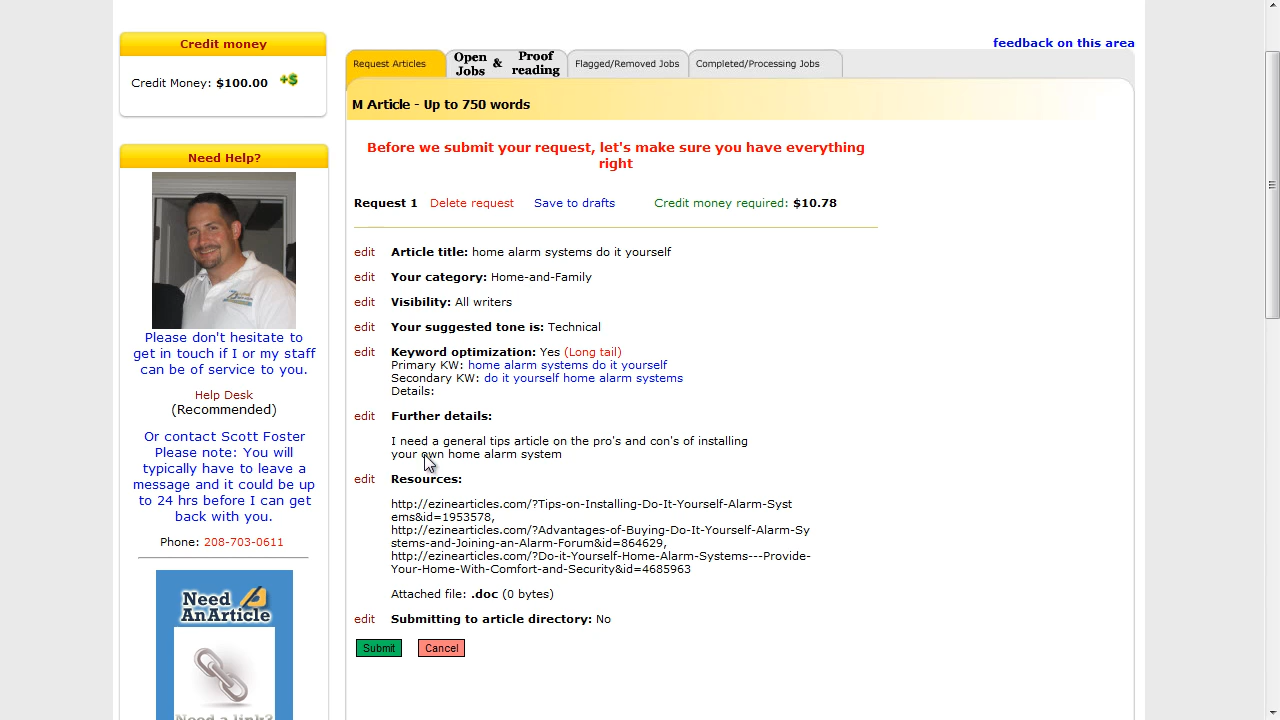 Credit money
Credit Money: $100.00 +$
Need Help?
Please don't hesitate to
get in touch if I or my staff
can be of service to you.
Help Desk
(Recommended)
Or contact Scott Foster
Please note: You will
typically have to leave a
message and it could be up
to 24 hrs before I can get
back with you.
Phone: 208-703-0611
Need
AnArticle
Need a link?
feedback on this area
Request Articles
Open Jobs & Proof reading
Flagged/Removed Jobs
Completed/Processing Jobs
M Article - Up to 750 words
Before we submit your request, let's make sure you have everything
right
Request 1 Delete request Save to drafts Credit money required: $10.78
edit Article title: home alarm systems do it yourself
edit Your category: Home-and-Family
edit Visibility: All writers
edit Your suggested tone is: Technical
edit Keyword optimization: Yes (Long tail)
Primary KW: home alarm systems do it yourself
Secondary KW: do it yourself home alarm systems
Details:
edit Further details:
I need a general tips article on the pro's and con's of installing
your own home alarm system
edit Resources:
http://ezinearticles.com/?Tips-on-Installing-Do-It-Yourself-Alarm-Syst
ems&id=1953578,
http://ezinearticles.com/?Advantages-of-Buying-Do-It-Yourself-Alarm-Sy
stems-and-Joining-an-Alarm-Forum&id=864629,
http://ezinearticles.com/?Do-it-Yourself-Home-Alarm-Systems---Provide-
Your-Home-With-Comfort-and-Security&id=4685963
Attached file: .doc (0 bytes)
edit Submitting to article directory: No
Submit Cancel